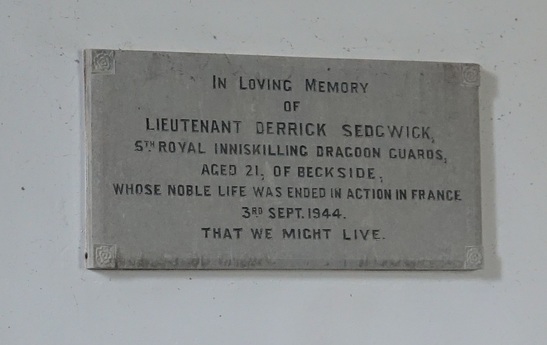 IN LOVING MEMORY
OF
LIEUTENANT DERRICK SEDGWICK,
5TH ROYAL INNISKILLING DRAGOON GUARDS,
AGED 21, OF BECKSIDE,
WHOSE NOBLE LIFE WAS ENDED IN ACTION IN FRANCE
3RD SEPT. 1944.
THAT WE MIGHT LIVE.